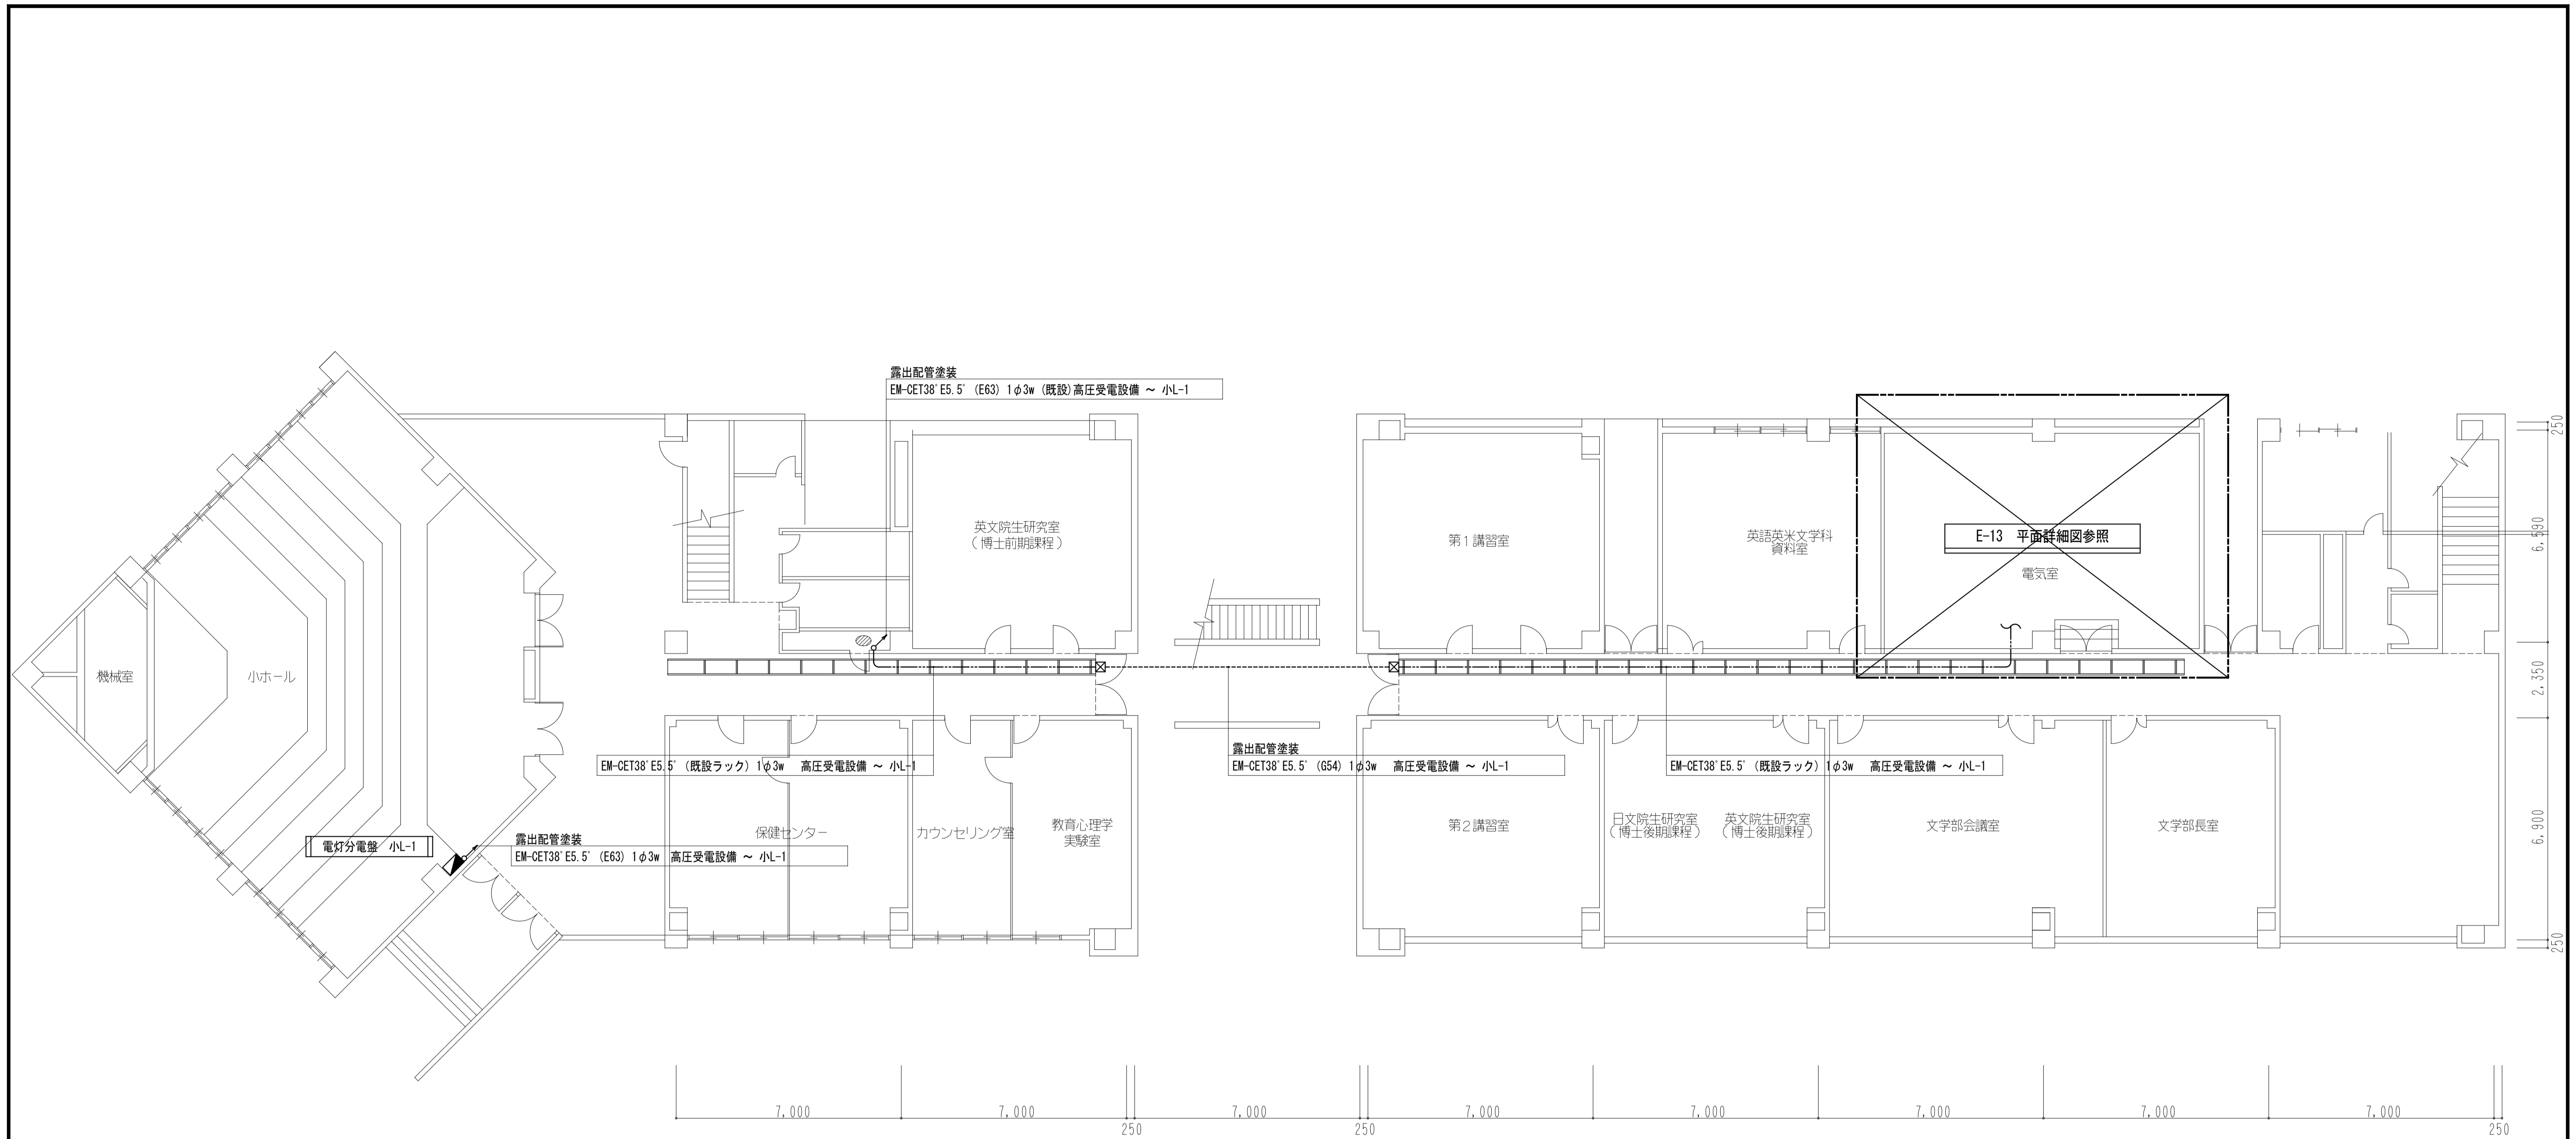 露出配管塗装
EM-CET38゜E5.5゜ (E63) 1φ3w (既設)高圧受電設備 ～ 小L-1
250
英文院生研究室
(博士前期課程)
第1講習室
英語英米文学科
資料室
E-13 平面詳細図参照
電気室
6,590
機械室
小ホール
2,350
EM-CET38゜E5.5゜ (既設ラック) 1φ3w 高圧受電設備 ～ 小L-1
露出配管塗装
EM-CET38゜E5.5゜ (G54) 1φ3w 高圧受電設備 ～ 小L-1
EM-CET38゜E5.5゜ (既設ラック) 1φ3w 高圧受電設備 ～ 小L-1
電灯分電盤 小L-1
露出配管塗装
EM-CET38゜E5.5゜ (E63) 1φ3w 高圧受電設備 ～ 小L-1
保健センター
カウンセリング室
教育心理学
実験室
第2講習室
日文院生研究室
(博士後期課程)
英文院生研究室
(博士後期課程)
文学部会議室
文学部長室
6,900
250
7,000
7,000
7,000
7,000
7,000
7,000
7,000
7,000
250
250
250